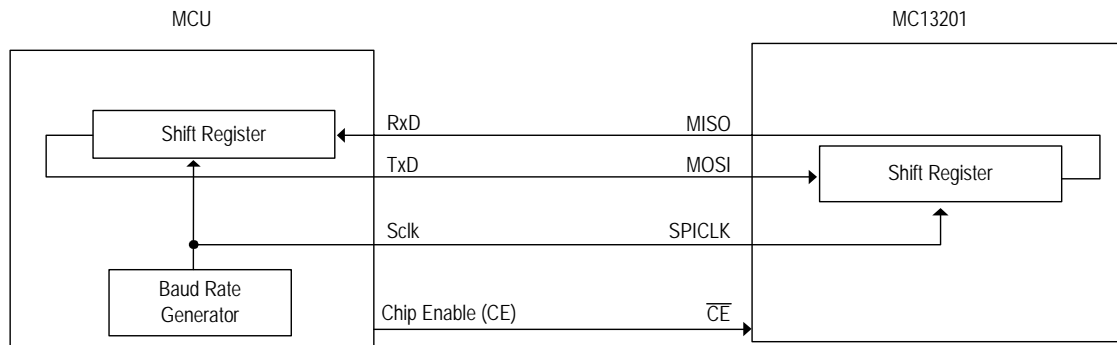 MCU
MC13201
Shift Register
RxD
MISO
TxD
MOSI
Shift Register
Sclk
SPICLK
Baud Rate
Generator
Chip Enable (CE)
CE